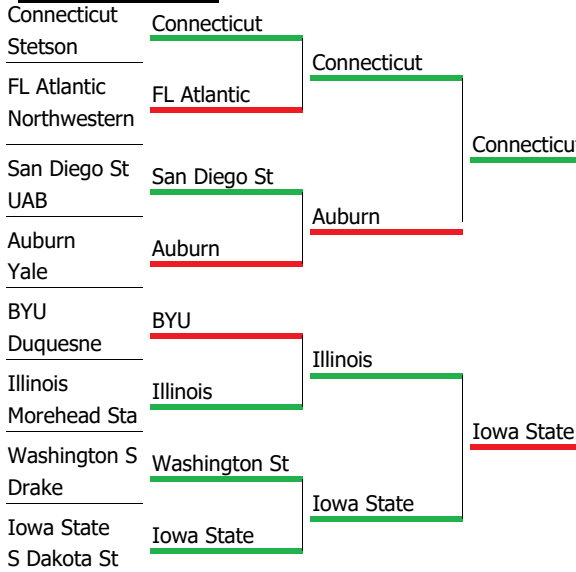 Connecticut
Stetson
FL Atlantic
Northwestern
San Diego St
UAB
Auburn
Yale
BYU
Duquesne
Illinois
Morehead Sta
Washington S
Drake
Iowa State
S Dakota St
Connecticut
FL Atlantic
San Diego St
Auburn
BYU
Illinois
Washington St
Iowa State
Connecticut
Auburn
Illinois
Iowa State
Connecticu
Iowa State